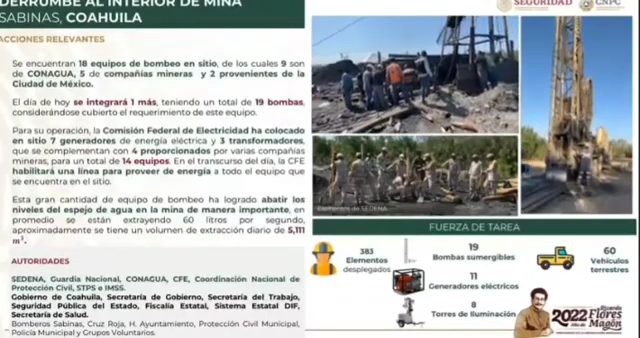 DERRUMBE AL INTERIOR DE MINA
SABINAS, COAHUILA
ACCIONES RELEVANTES
Se encuentran 18 equipos de bombeo en sitio, de los cuales 9 son
de CONAGUA, 5 de compañías mineras y 2 provenientes de la
Ciudad de México.
El día de hoy se integrará 1 más, teniendo un total de 19 bombas,
considerándose cubierto el requerimiento de este equipo.
Para su operación, la Comisión Federal de Electricidad ha colocado
en sitio 7 generadores de energía eléctrica y 3 transformadores,
que se complementan con 4 proporcionados por varias compañías
mineras, para un total de 14 equipos. En el transcurso del día, la CFE
habilitará una línea para proveer de energía a todo el equipo que
se encuentra en el sitio.
Esta gran cantidad de equipo de bombeo ha logrado abatir los
niveles del espejo de agua en la mina de manera importante, en
promedio se están extrayendo 60 litros por segundo,
aproximadamente se tiene un volumen de extracción diario de 5,111
m³.
AUTORIDADES
SEDENA, Guardia Nacional, CONAGUA, CFE, Coordinación Nacional de
Protección Civil, STPS e IMSS.
Gobierno de Coahuila, Secretaría de Gobierno, Secretaría del Trabajo,
Seguridad Pública del Estado, Fiscalía Estatal, Sistema Estatal DIF,
Secretaría de Salud.
Bomberos Sabinas, Cruz Roja, H. Ayuntamiento, Protección Civil Municipal,
Policía Municipal y Grupos Voluntarios.
SEGURIDAD
CNPC
Elementos de SEDENA
FUERZA DE TAREA
383
Elementos
desplegados
19
Bombas sumergibles
11
Generadores eléctricos
8
Torres de Iluminación
60
Vehículos
terrestres
2022 Ricardo
Flores
Año de Magón